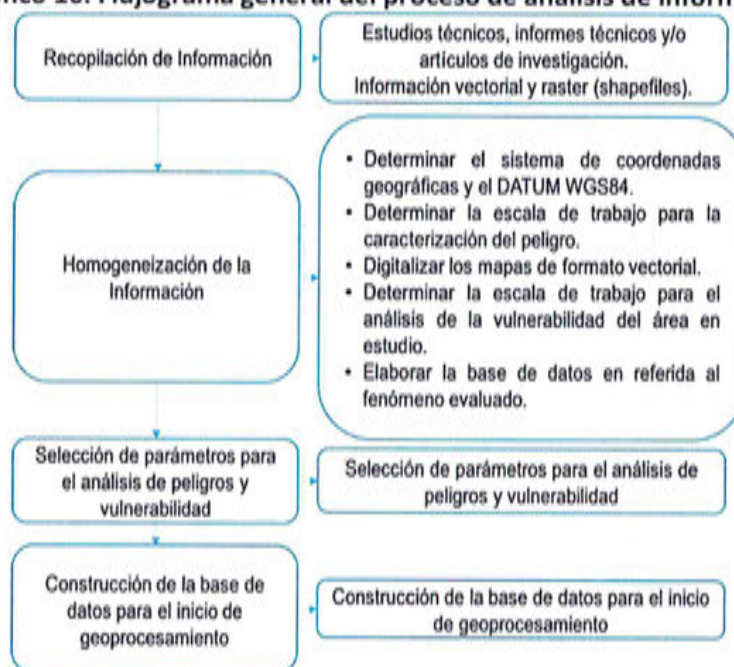 Recopilación de Información
Estudios técnicos, informes técnicos y/o
artículos de investigación.
Información vectorial y raster (shapefiles).
Homogeneización de la
Información
• Determinar el sistema de coordenadas
geográficas y el DATUM WGS84.
• Determinar la escala de trabajo para la
caracterización del peligro.
• Digitalizar los mapas de formato vectorial.
• Determinar la escala de trabajo para el
análisis de la vulnerabilidad del área en
estudio.
• Elaborar la base de datos en referida al
fenómeno evaluado.
Selección de parámetros para
el análisis de peligros y
vulnerabilidad
Selección de parámetros para el análisis de
peligros y vulnerabilidad
Construcción de la base de
datos para el inicio de
geoprocesamiento
Construcción de la base de datos para el inicio
de geoprocesamiento